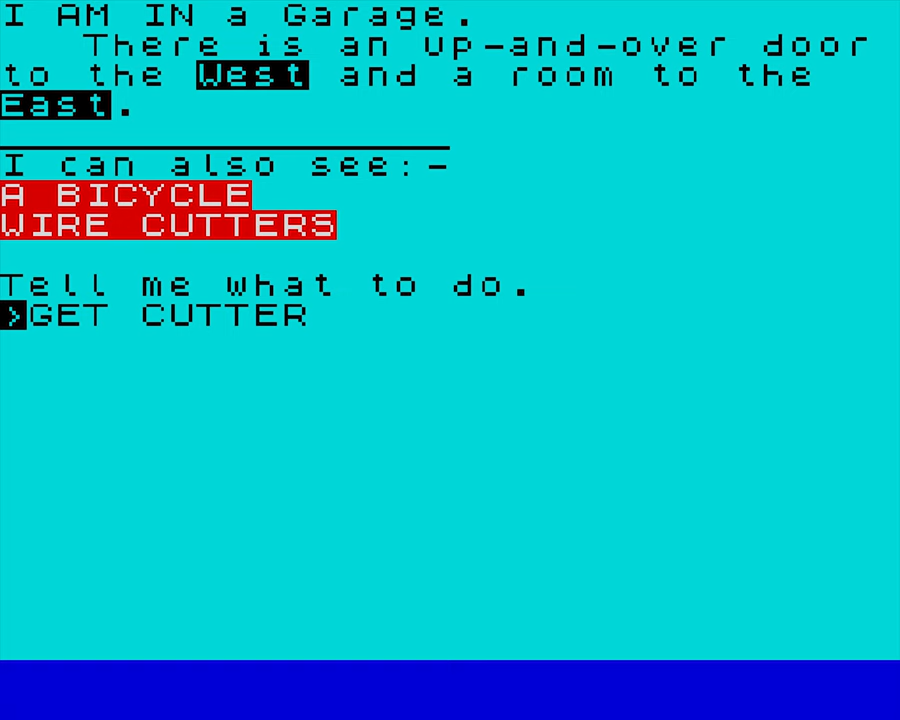 I AM IN a Garage.
There is an up-and-over door
to the West and a room to the
East.
I can also see:-
A BICYCLE
WIRE CUTTERS
Tell me what to do.
>GET CUTTER